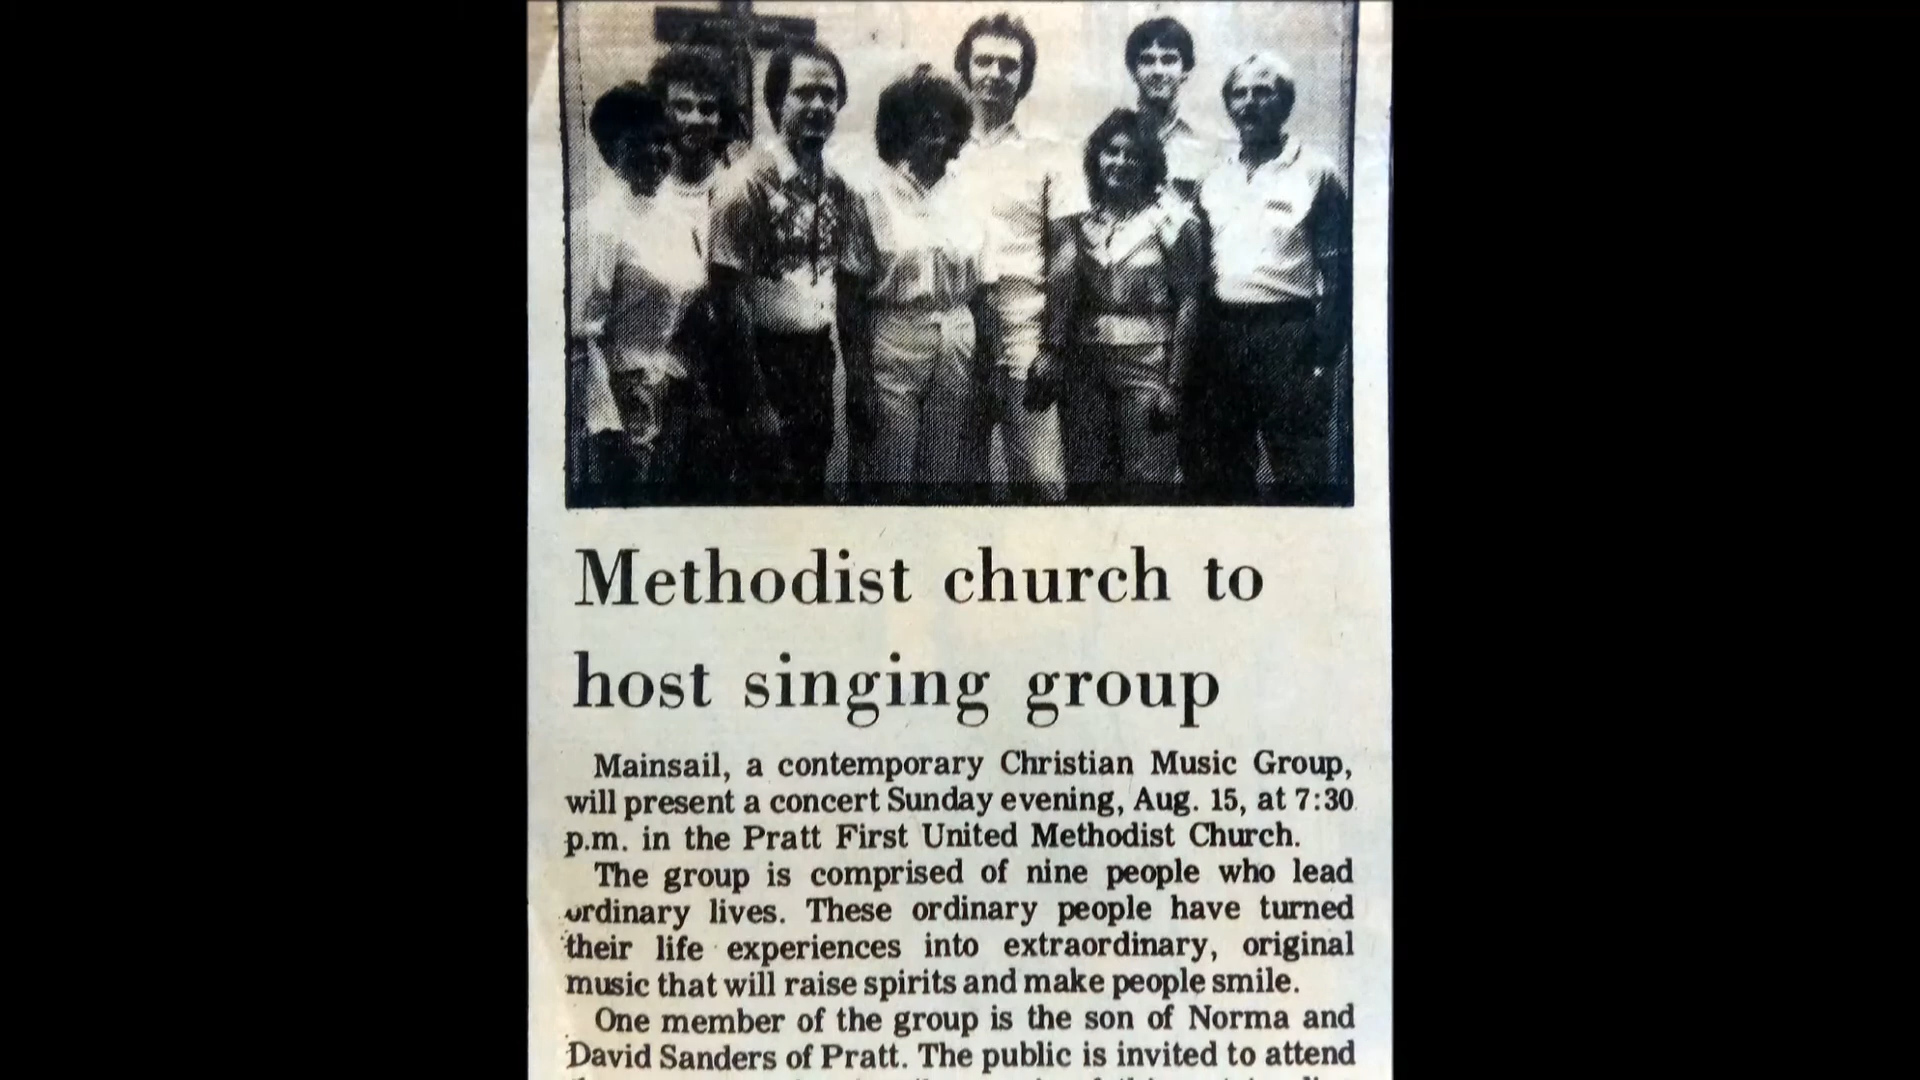 Methodist church to
host singing group
Mainsail, a contemporary Christian Music Group,
will present a concert Sunday evening, Aug. 15, at 7:30
p.m. in the Pratt First United Methodist Church.
The group is comprised of nine people who lead
ordinary lives. These ordinary people have turned
their life experiences into extraordinary, original
music that will raise spirits and make people smile.
One member of the group is the son of Norma and
David Sanders of Pratt. The public is invited to attend